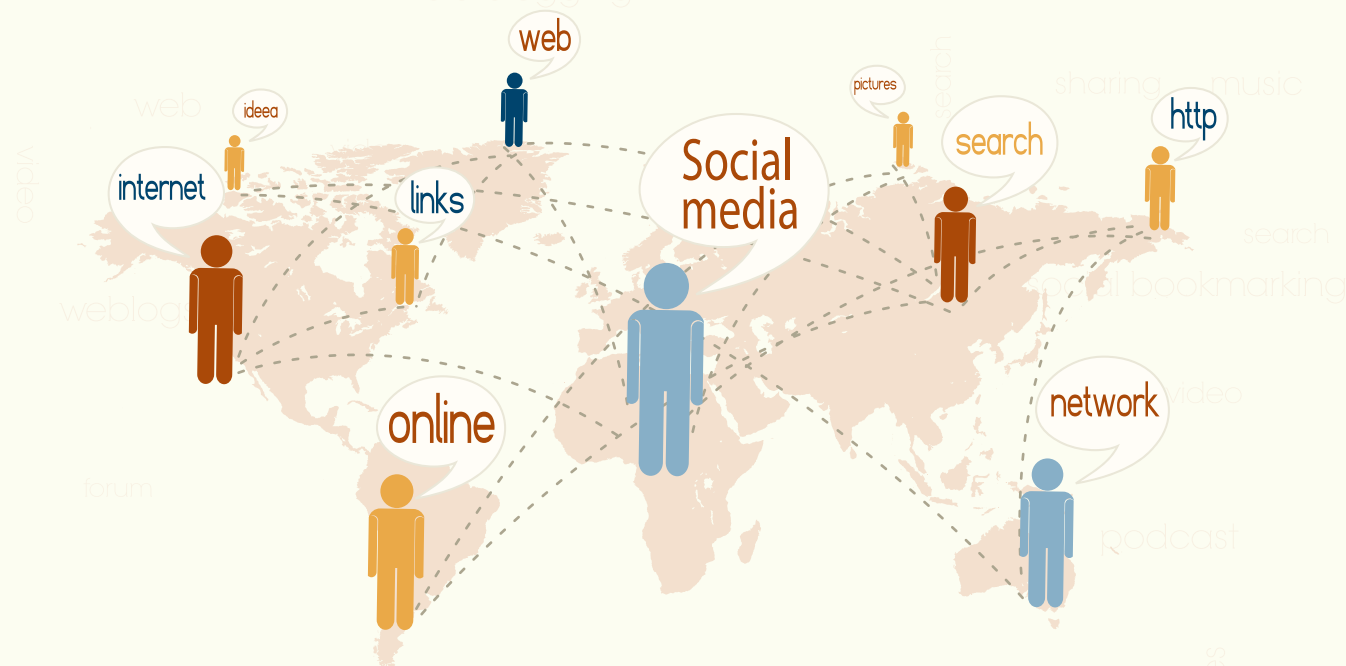 web
pictures
sharing
music
search
web
ideea
http
Social
media
search
video
internet
links
search
social bookmarking
weblog
online
network
video
forum
podcast